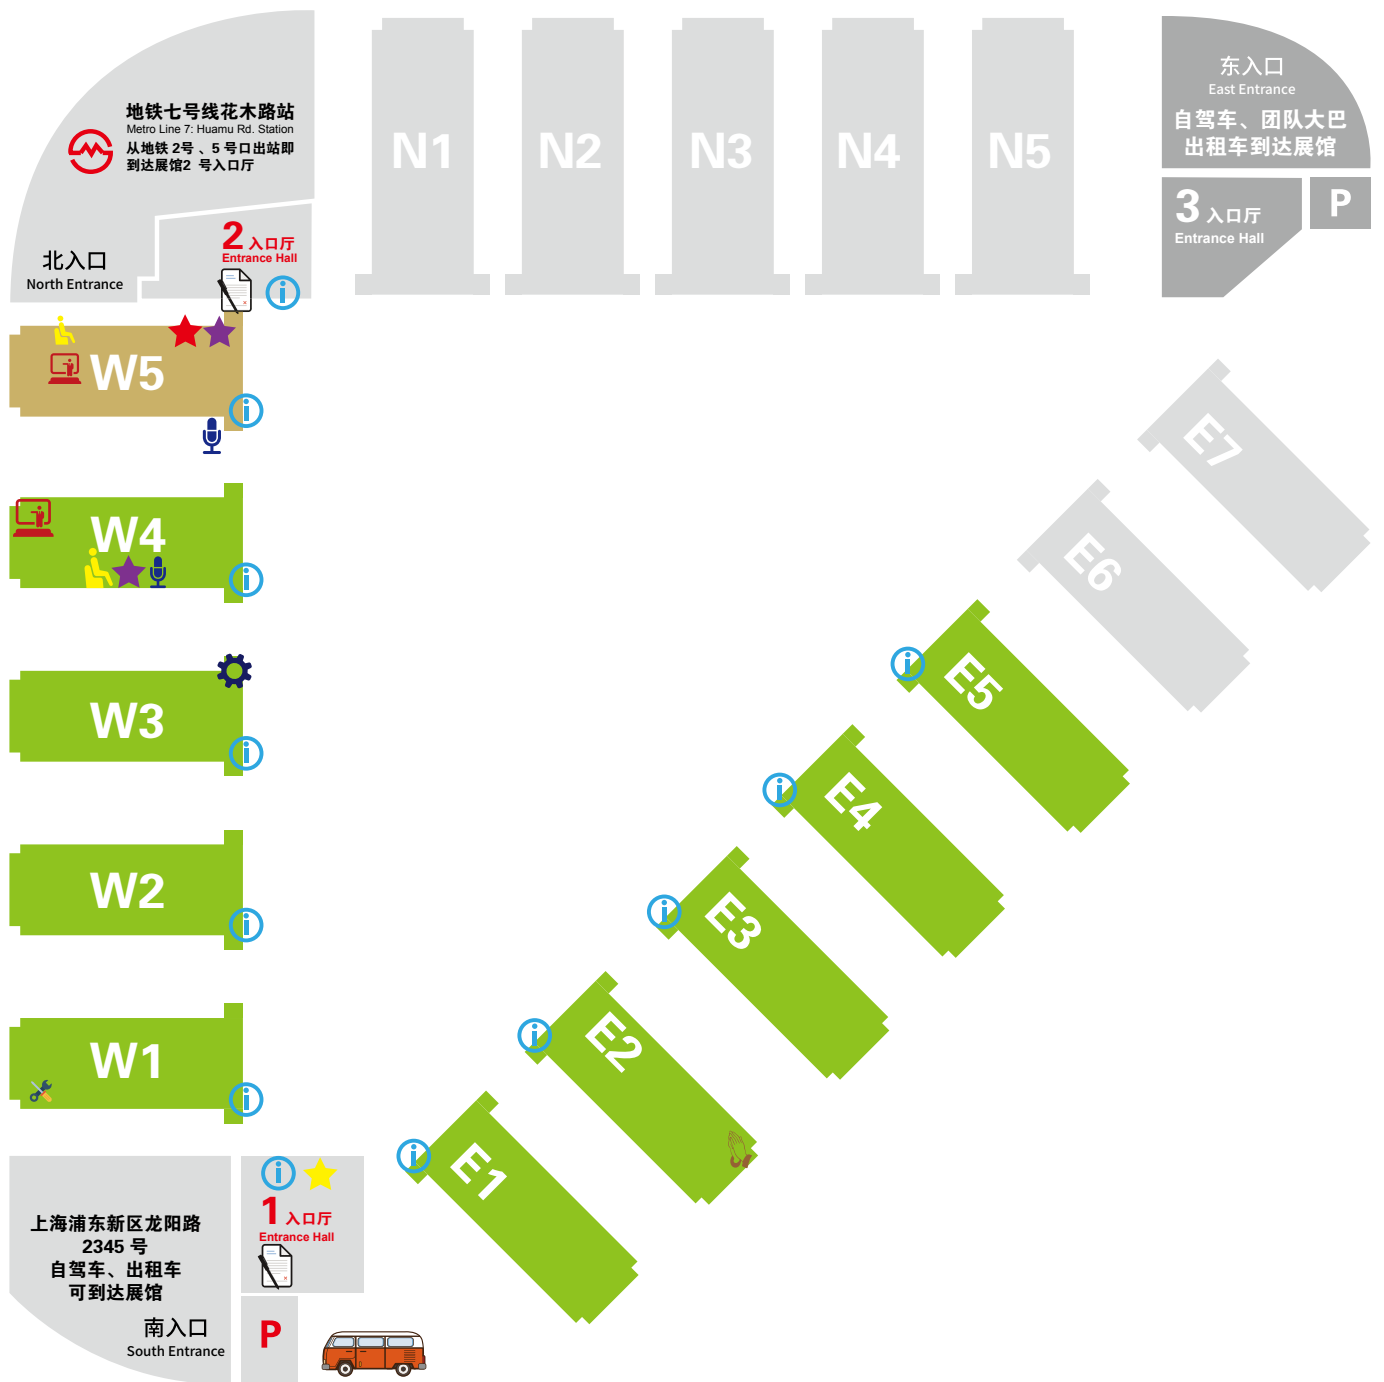 地铁七号线花木路站
Metro Line 7: Huamu Rd. Station
从地铁 2号 、5 号口出站即
到达展馆2 号入口厅
北入口
North Entrance
2 入口厅
Entrance Hall
N1
N2
N3
N4
N5
东入口
East Entrance
自驾车、团队大巴
出租车到达展馆
3 入口厅
Entrance Hall
P
W5
W4
W3
W2
W1
E7
E6
E5
E4
E3
E2
E1
上海浦东新区龙阳路
2345 号
自驾车、出租车
可到达展馆
南入口
South Entrance
1 入口厅
Entrance Hall
P